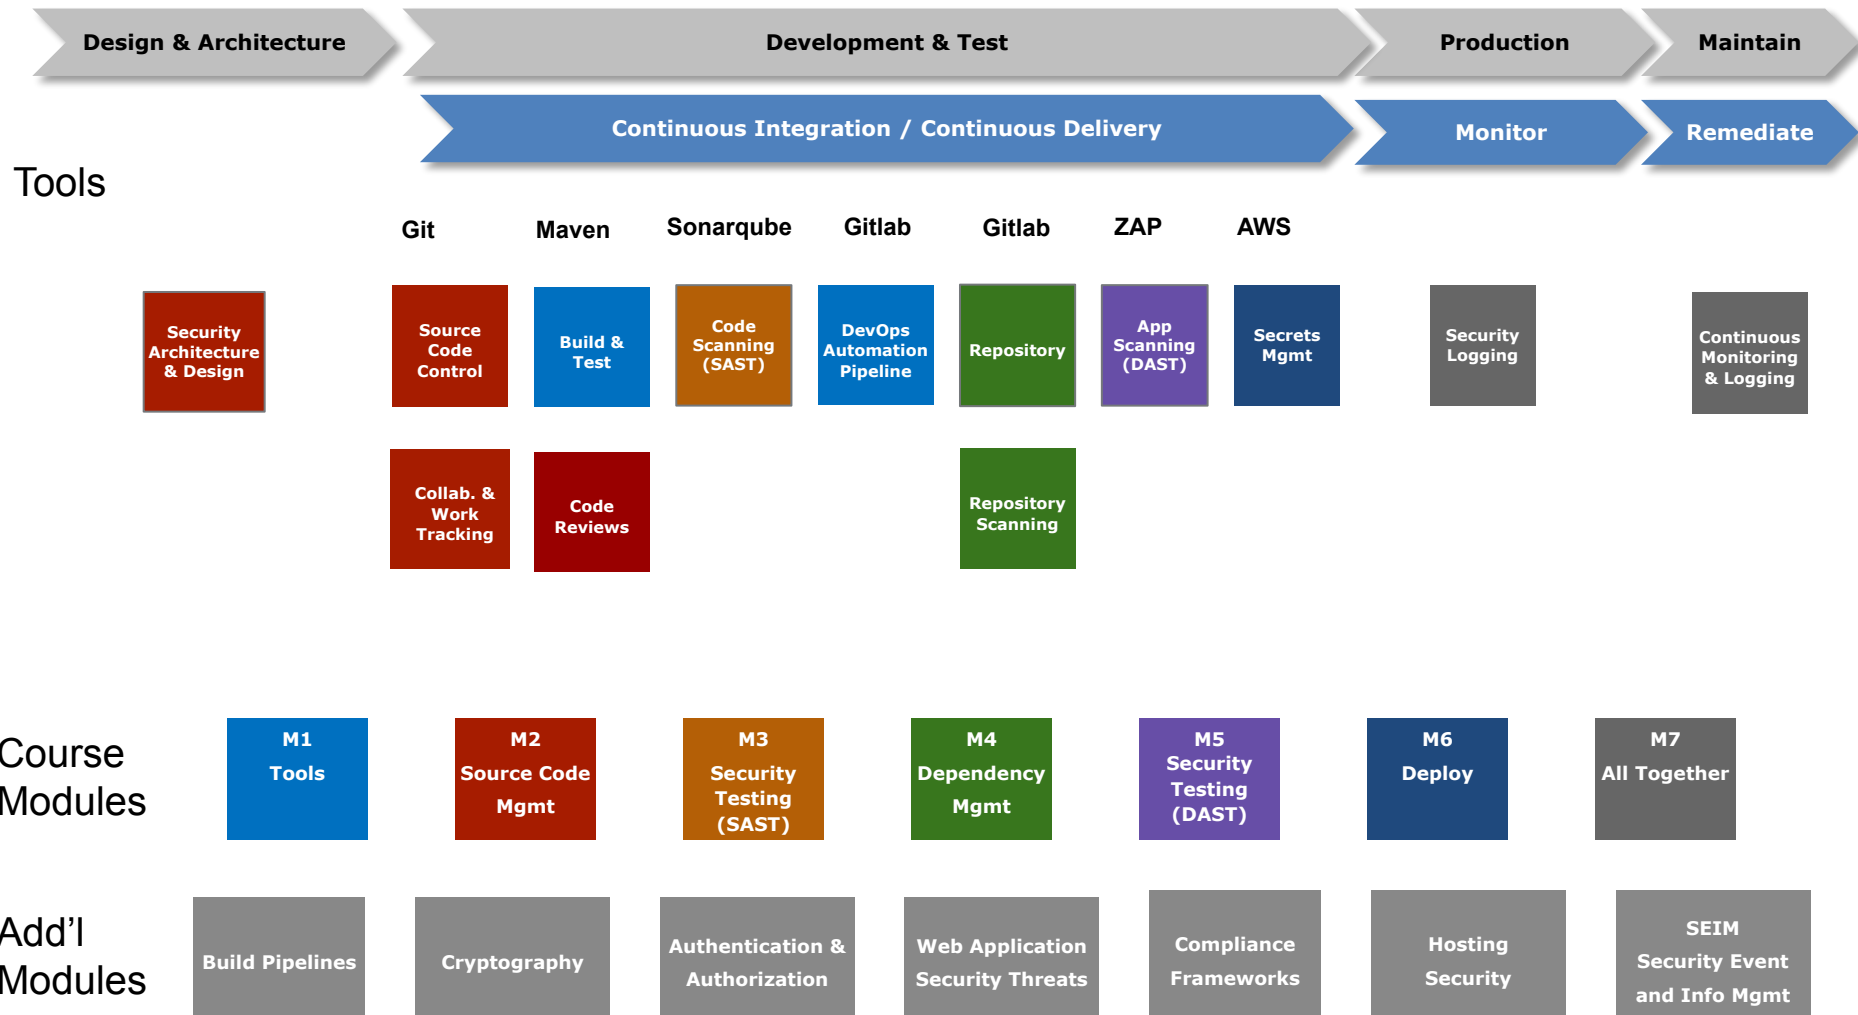 Design & Architecture
Development & Test
Production
Maintain
Continuous Integration / Continuous Delivery
Monitor
Remediate
Tools
Git
Maven
Sonarqube
Gitlab
Gitlab
ZAP
AWS
Security
Architecture
& Design
Source
Code
Control
Build &
Test
Code
Scanning
(SAST)
DevOps
Automation
Pipeline
Repository
App
Scanning
(DAST)
Secrets
Mgmt
Security
Logging
Continuous
Monitoring
& Logging
Collab. &
Work
Tracking
Code
Reviews
Repository
Scanning
Course
Modules
M1
Tools
M2
Source Code
Mgmt
M3
Security
Testing
(SAST)
M4
Dependency
Mgmt
M5
Security
Testing
(DAST)
M6
Deploy
M7
All Together
Add’l
Modules
Build Pipelines
Cryptography
Authentication &
Authorization
Web Application
Security Threats
Compliance
Frameworks
Hosting
Security
SEIM
Security Event
and Info Mgmt